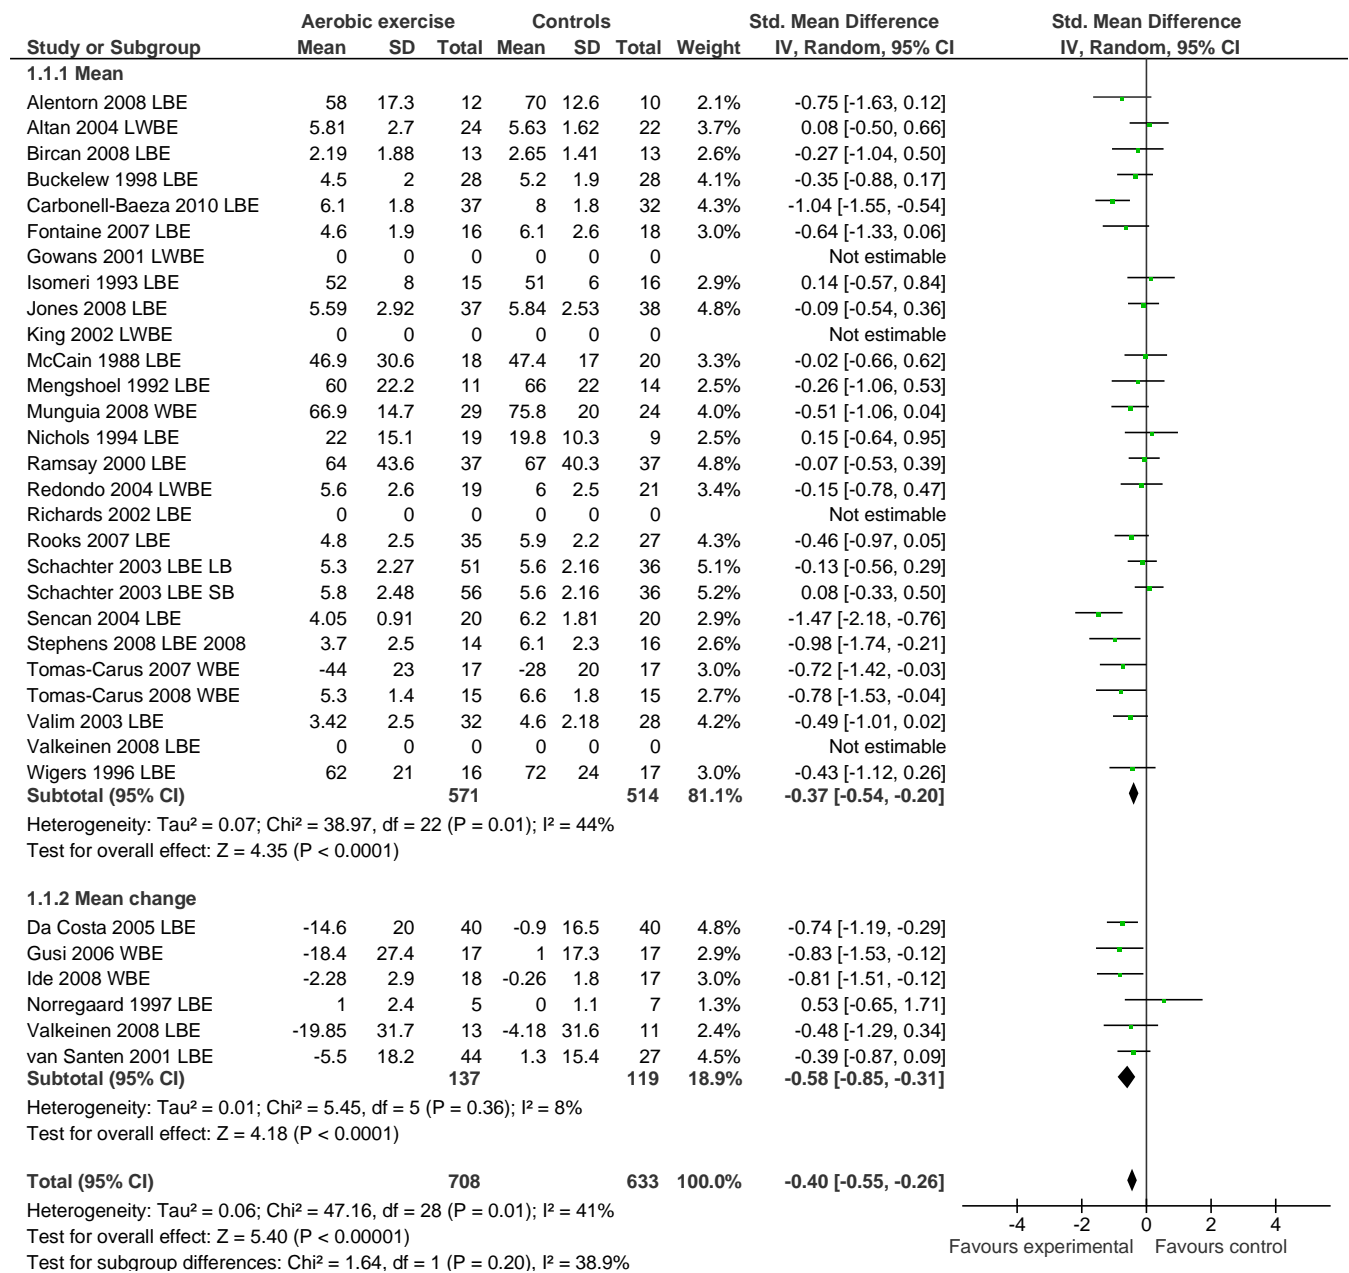 Aerobic exercise Controls Std. Mean Difference Std. Mean Difference
Study or Subgroup Mean SD Total Mean SD Total Weight IV, Random, 95% CI IV, Random, 95% CI
1.1.1 Mean
Alentorn 2008 LBE 58 17.3 12 70 12.6 10 2.1% -0.75 [-1.63, 0.12]
Altan 2004 LWBE 5.81 2.7 24 5.63 1.62 22 3.7% 0.08 [-0.50, 0.66]
Bircan 2008 LBE 2.19 1.88 13 2.65 1.41 13 2.6% -0.27 [-1.04, 0.50]
Buckelew 1998 LBE 4.5 2 28 5.2 1.9 28 4.1% -0.35 [-0.88, 0.17]
Carbonell-Baeza 2010 LBE 6.1 1.8 37 8 1.8 32 4.3% -1.04 [-1.55, -0.54]
Fontaine 2007 LBE 4.6 1.9 16 6.1 2.6 18 3.0% -0.64 [-1.33, 0.06]
Gowans 2001 LWBE 0 0 0 0 0 0 Not estimable
Isomeri 1993 LBE 52 8 15 51 6 16 2.9% 0.14 [-0.57, 0.84]
Jones 2008 LBE 5.59 2.92 37 5.84 2.53 38 4.8% -0.09 [-0.54, 0.36]
King 2002 LWBE 0 0 0 0 0 0 Not estimable
McCain 1988 LBE 46.9 30.6 18 47.4 17 20 3.3% -0.02 [-0.66, 0.62]
Mengshoel 1992 LBE 60 22.2 11 66 22 14 2.5% -0.26 [-1.06, 0.53]
Munguia 2008 WBE 66.9 14.7 29 75.8 20 24 4.0% -0.51 [-1.06, 0.04]
Nichols 1994 LBE 22 15.1 19 19.8 10.3 9 2.5% 0.15 [-0.64, 0.95]
Ramsay 2000 LBE 64 43.6 37 67 40.3 37 4.8% -0.07 [-0.53, 0.39]
Redondo 2004 LWBE 5.6 2.6 19 6 2.5 21 3.4% -0.15 [-0.78, 0.47]
Richards 2002 LBE 0 0 0 0 0 0 Not estimable
Rooks 2007 LBE 4.8 2.5 35 5.9 2.2 27 4.3% -0.46 [-0.97, 0.05]
Schachter 2003 LBE LB 5.3 2.27 51 5.6 2.16 36 5.1% -0.13 [-0.56, 0.29]
Schachter 2003 LBE SB 5.8 2.48 56 5.6 2.16 36 5.2% 0.08 [-0.33, 0.50]
Sencan 2004 LBE 4.05 0.91 20 6.2 1.81 20 2.9% -1.47 [-2.18, -0.76]
Stephens 2008 LBE 2008 3.7 2.5 14 6.1 2.3 16 2.6% -0.98 [-1.74, -0.21]
Tomas-Carus 2007 WBE -44 23 17 -28 20 17 3.0% -0.72 [-1.42, -0.03]
Tomas-Carus 2008 WBE 5.3 1.4 15 6.6 1.8 15 2.7% -0.78 [-1.53, -0.04]
Valim 2003 LBE 3.42 2.5 32 4.6 2.18 28 4.2% -0.49 [-1.01, 0.02]
Valkeinen 2008 LBE 0 0 0 0 0 0 Not estimable
Wigers 1996 LBE 62 21 16 72 24 17 3.0% -0.43 [-1.12, 0.26]
Subtotal (95% CI) 571 514 81.1% -0.37 [-0.54, -0.20]
Heterogeneity: Tau² = 0.07; Chi² = 38.97, df = 22 (P = 0.01); I² = 44%
Test for overall effect: Z = 4.35 (P < 0.0001)
1.1.2 Mean change
Da Costa 2005 LBE -14.6 20 40 -0.9 16.5 40 4.8% -0.74 [-1.19, -0.29]
Gusi 2006 WBE -18.4 27.4 17 1 17.3 17 2.9% -0.83 [-1.53, -0.12]
Ide 2008 WBE -2.28 2.9 18 -0.26 1.8 17 3.0% -0.81 [-1.51, -0.12]
Norregaard 1997 LBE 1 2.4 5 0 1.1 7 1.3% 0.53 [-0.65, 1.71]
Valkeinen 2008 LBE -19.85 31.7 13 -4.18 31.6 11 2.4% -0.48 [-1.29, 0.34]
van Santen 2001 LBE -5.5 18.2 44 1.3 15.4 27 4.5% -0.39 [-0.87, 0.09]
Subtotal (95% CI) 137 119 18.9% -0.58 [-0.85, -0.31]
Heterogeneity: Tau² = 0.01; Chi² = 5.45, df = 5 (P = 0.36); I² = 8%
Test for overall effect: Z = 4.18 (P < 0.0001)
Total (95% CI) 708 633 100.0% -0.40 [-0.55, -0.26]
Heterogeneity: Tau² = 0.06; Chi² = 47.16, df = 28 (P = 0.01); I² = 41%
Test for overall effect: Z = 5.40 (P < 0.00001)
Test for subgroup differences: Chi² = 1.64, df = 1 (P = 0.20), I² = 38.9%
-4 -2 0 2 4
Favours experimental Favours control